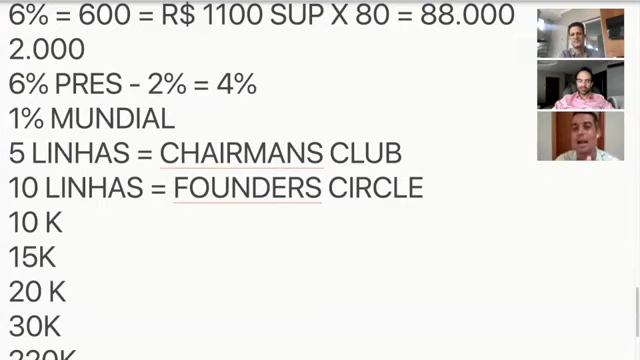 6% = 600 = R$ 1100 SUP X 80 = 88.000
2.000
6% PRES - 2% = 4%
1% MUNDIAL
5 LINHAS = CHAIRMANS CLUB
10 LINHAS = FOUNDERS CIRCLE
10 K
15K
20 K
30K
220K